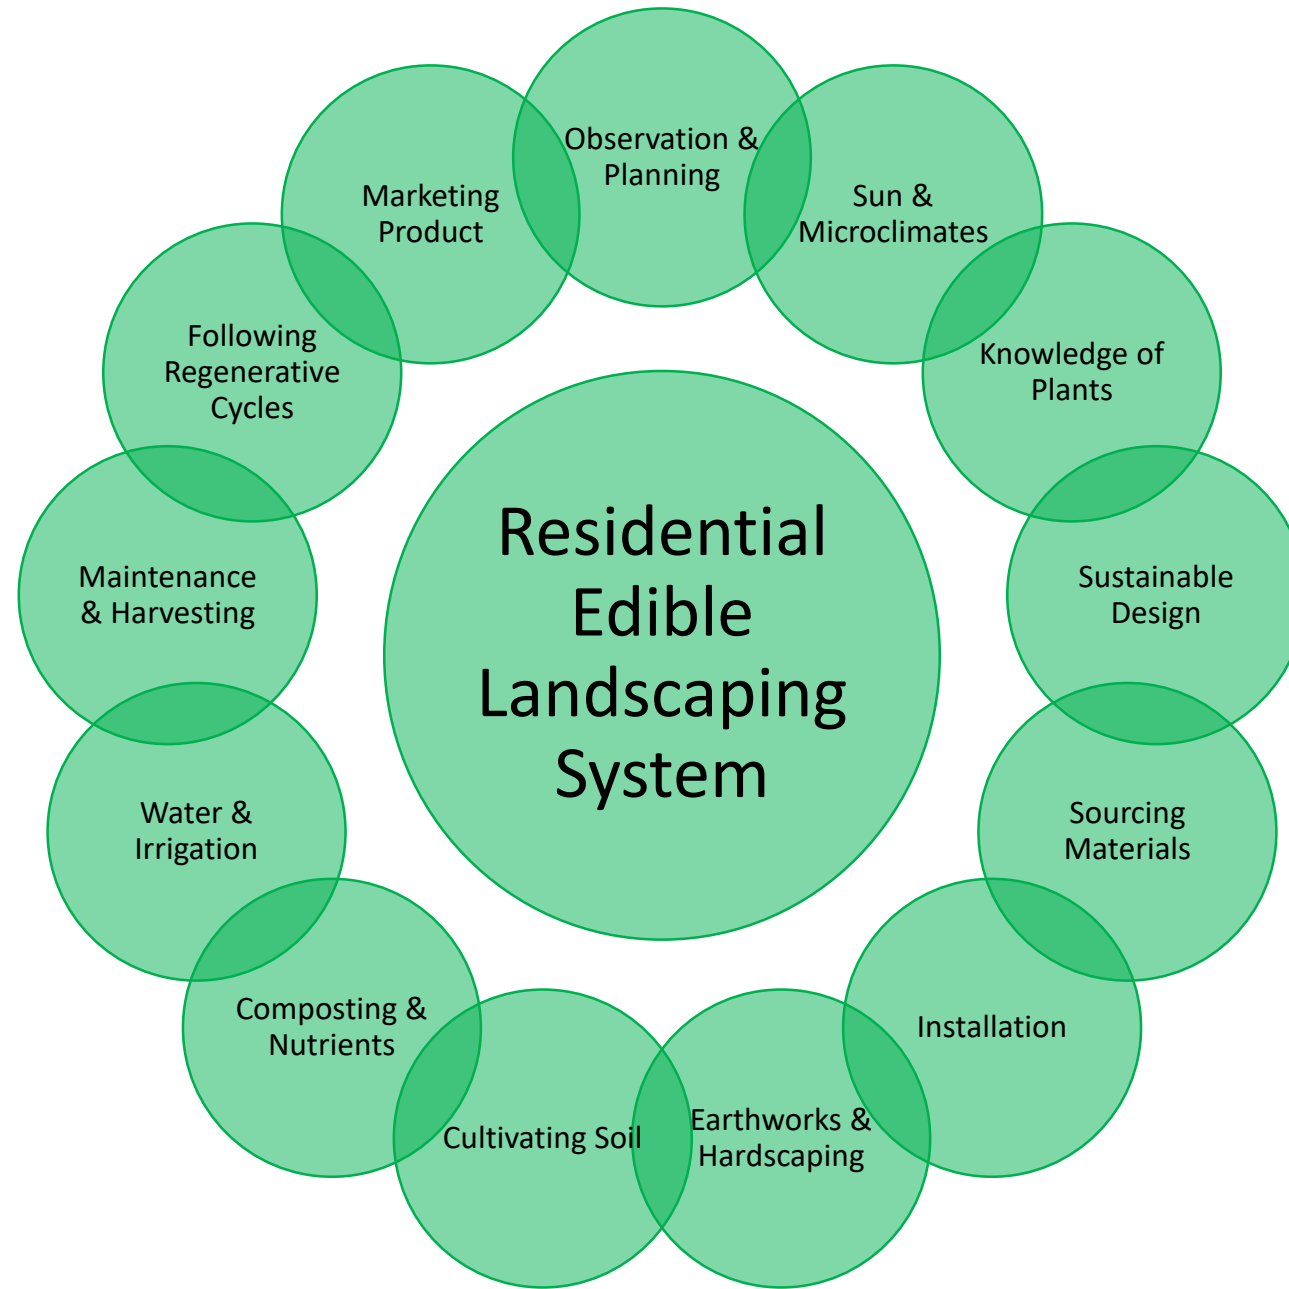 Observation &
Planning
Sun &
Microclimates
Knowledge of
Plants
Sustainable
Design
Sourcing
Materials
Installation
Earthworks &
Hardscaping
Cultivating Soil
Composting &
Nutrients
Water &
Irrigation
Maintenance
& Harvesting
Following
Regenerative
Cycles
Marketing
Product
Residential
Edible
Landscaping
System